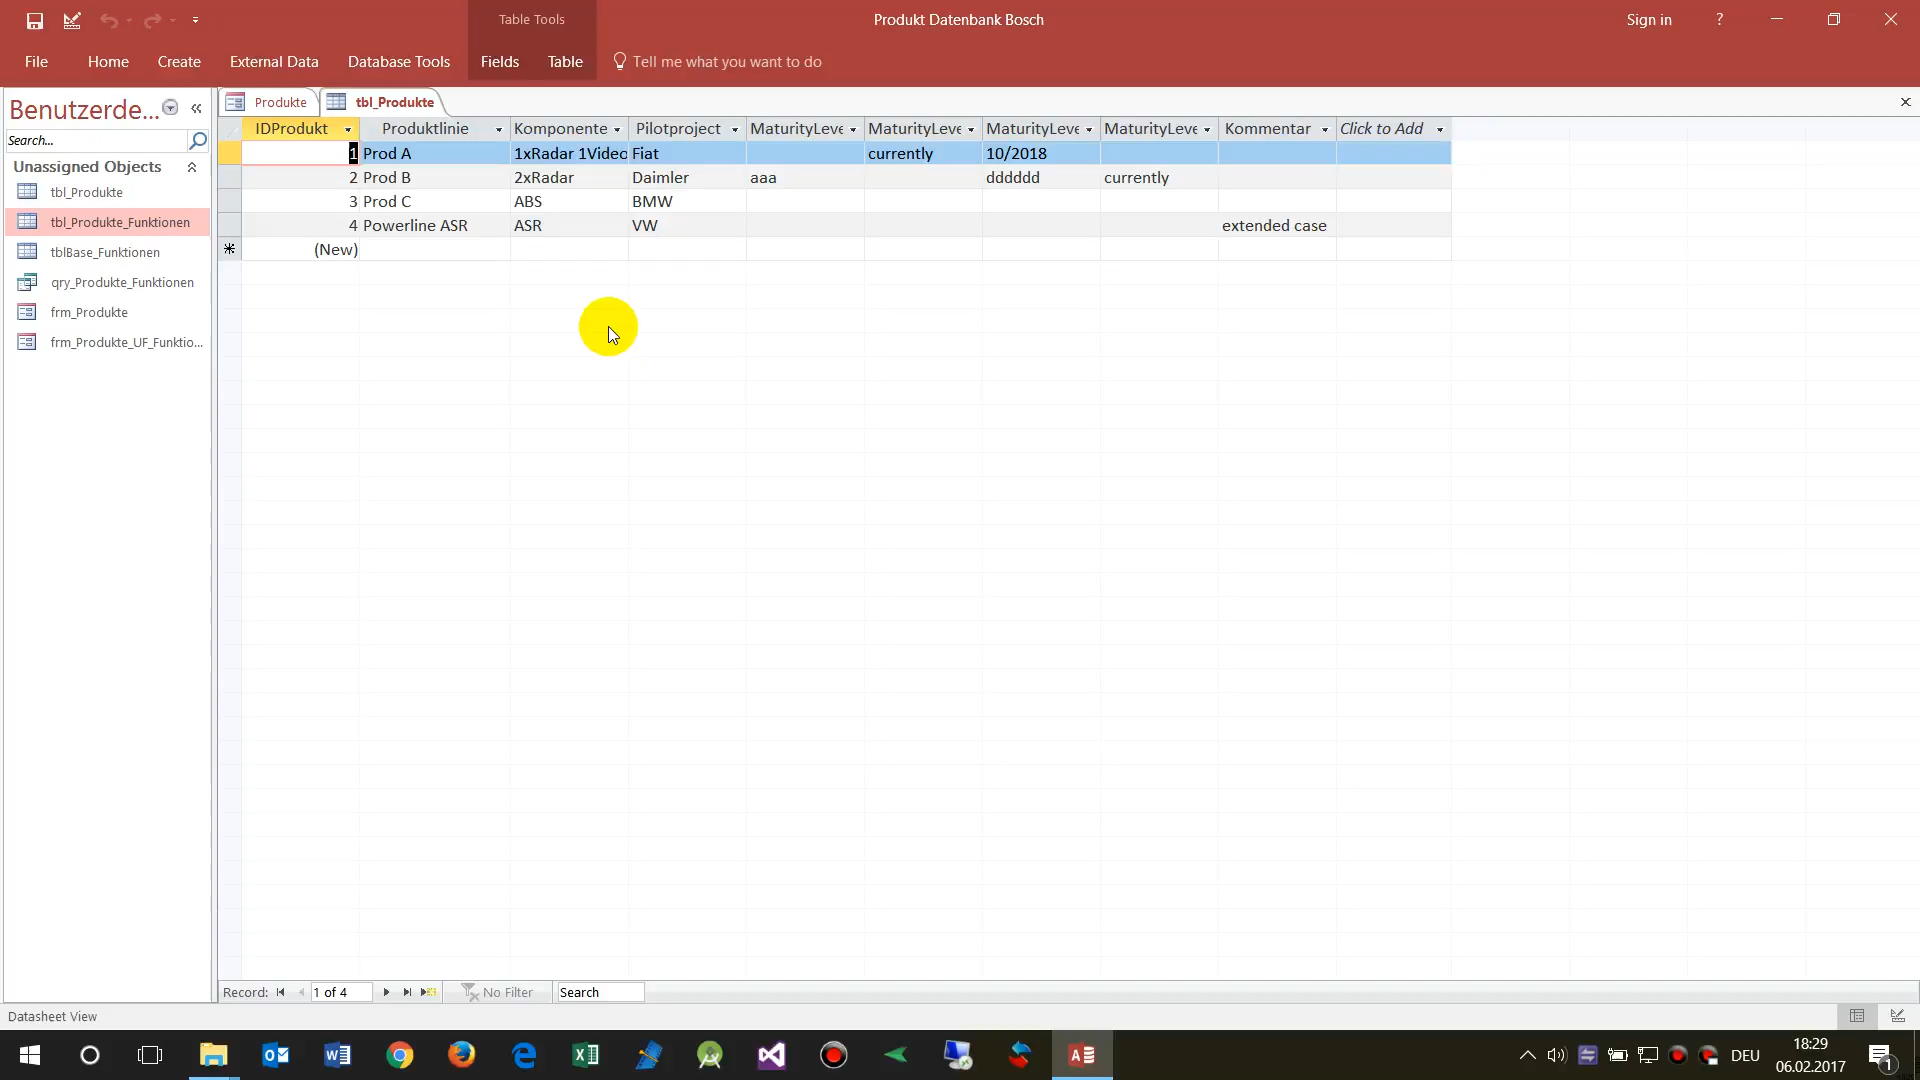 Table Tools
Produkt Datenbank Bosch
Sign in
?
File
Home
Create
External Data
Database Tools
Fields
Table
Tell me what you want to do
Benutzerde...
Search...
Unassigned Objects
tbl_Produkte
tbl_Produkte_Funktionen
tblBase_Funktionen
qry_Produkte_Funktionen
frm_Produkte
frm_Produkte_UF_Funktio...
Produkte
tbl_Produkte
IDProdukt Produktlinie Komponente Pilotproject MaturityLeve MaturityLeve MaturityLeve MaturityLeve Kommentar Click to Add
1 Prod A 1xRadar 1Video Fiat currently 10/2018
2 Prod B 2xRadar Daimler aaa dddddd currently
3 Prod C ABS BMW
4 Powerline ASR ASR VW extended case
(New)
Record: 1 of 4 No Filter Search
Datasheet View
DEU
18:29
06.02.2017
1